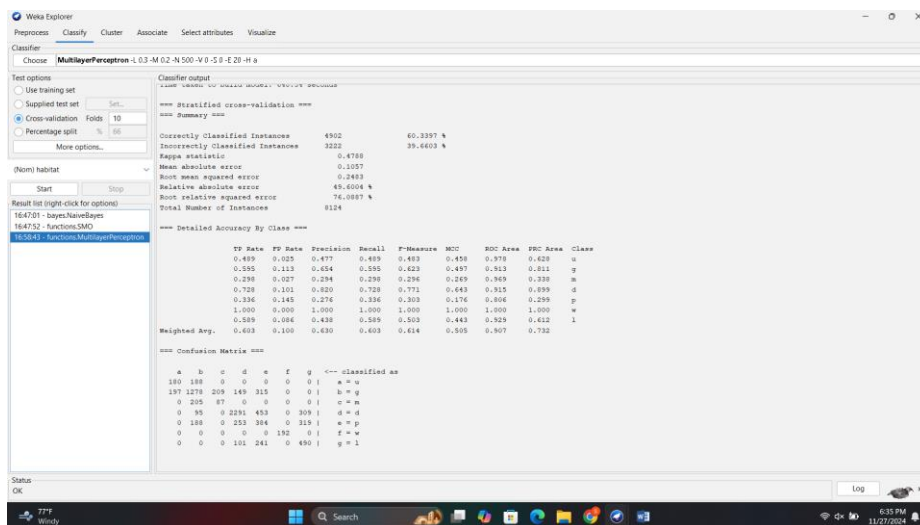 Weka Explorer
Preprocess Classify Cluster Associate Select attributes Visualize
Classifier
Choose MultilayerPerceptron -L 0.3 -M 0.2 -N 500 -V 0 -S 0 -E 20 -H a
Test options
Use training set
Supplied test set Set...
Cross-validation Folds 10
Percentage split % 66
More options...
(Nom) habitat
Start Stop
Result list (right-click for options)
16:47:01 - bayes.NaiveBayes
16:47:52 - functions.SMO
16:58:43 - functions.MultilayerPerceptron
Classifier output
=== Stratified cross-validation ===
=== Summary ===
Correctly Classified Instances 4902 60.3397 %
Incorrectly Classified Instances 3222 39.6603 %
Kappa statistic 0.4788
Mean absolute error 0.1057
Root mean squared error 0.2483
Relative absolute error 49.6004 %
Root relative squared error 76.0887 %
Total Number of Instances 8124
=== Detailed Accuracy By Class ===
TP Rate FP Rate Precision Recall F-Measure MCC ROC Area PRC Area Class
0.489 0.025 0.477 0.489 0.483 0.458 0.978 0.628 u
0.595 0.113 0.654 0.595 0.623 0.497 0.913 0.811 g
0.298 0.027 0.294 0.298 0.296 0.269 0.969 0.338 m
0.728 0.101 0.820 0.728 0.771 0.643 0.915 0.899 d
0.336 0.145 0.276 0.336 0.303 0.176 0.806 0.299 p
1.000 0.000 1.000 1.000 1.000 1.000 1.000 1.000 w
0.589 0.086 0.438 0.589 0.503 0.443 0.929 0.612 l
Weighted Avg. 0.603 0.100 0.630 0.603 0.614 0.505 0.907 0.732
=== Confusion Matrix ===
a b c d e f g <-- classified as
180 188 0 0 0 0 0 | a = u
197 1278 209 149 315 0 0 | b = g
0 205 87 0 0 0 0 | c = m
0 95 0 2291 453 0 309 | d = d
0 188 0 253 384 0 319 | e = p
0 0 0 0 0 192 0 | f = w
0 0 0 101 241 0 490 | g = l
Status
OK
Log
77°F
Windy
Search
6:35 PM
11/27/2024